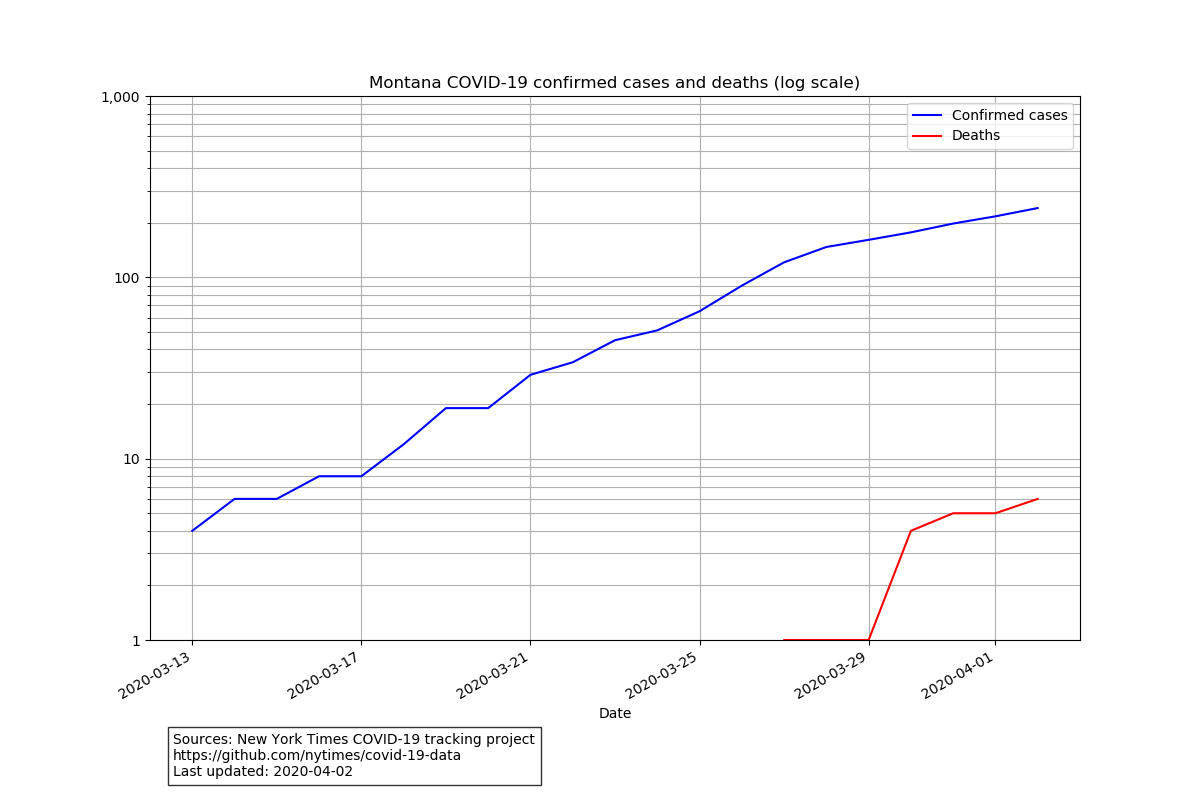 Montana COVID-19 confirmed cases and deaths (log scale)
1,000
100
10
1
Confirmed cases
Deaths
2020-03-13
2020-03-17
2020-03-21
2020-03-25
2020-03-29
2020-04-01
Date
Sources: New York Times COVID-19 tracking project
https://github.com/nytimes/covid-19-data
Last updated: 2020-04-02